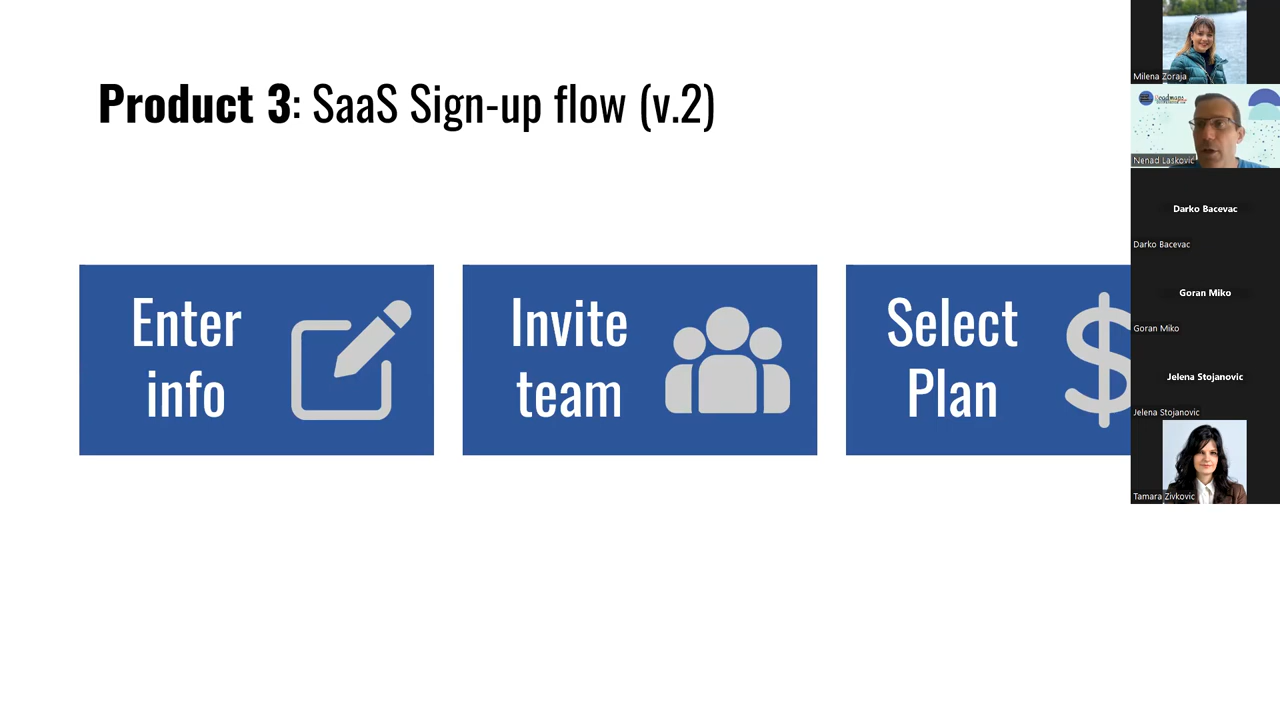 Product 3: SaaS Sign-up flow (v.2)
Enter
info
Invite
team
Select
Plan
$
Milena Zoraja
Nenad Laskovic
Darko Bacevac
Darko Bacevac
Goran Miko
Goran Miko
Jelena Stojanovic
Jelena Stojanovic
Tamara Zivkovic